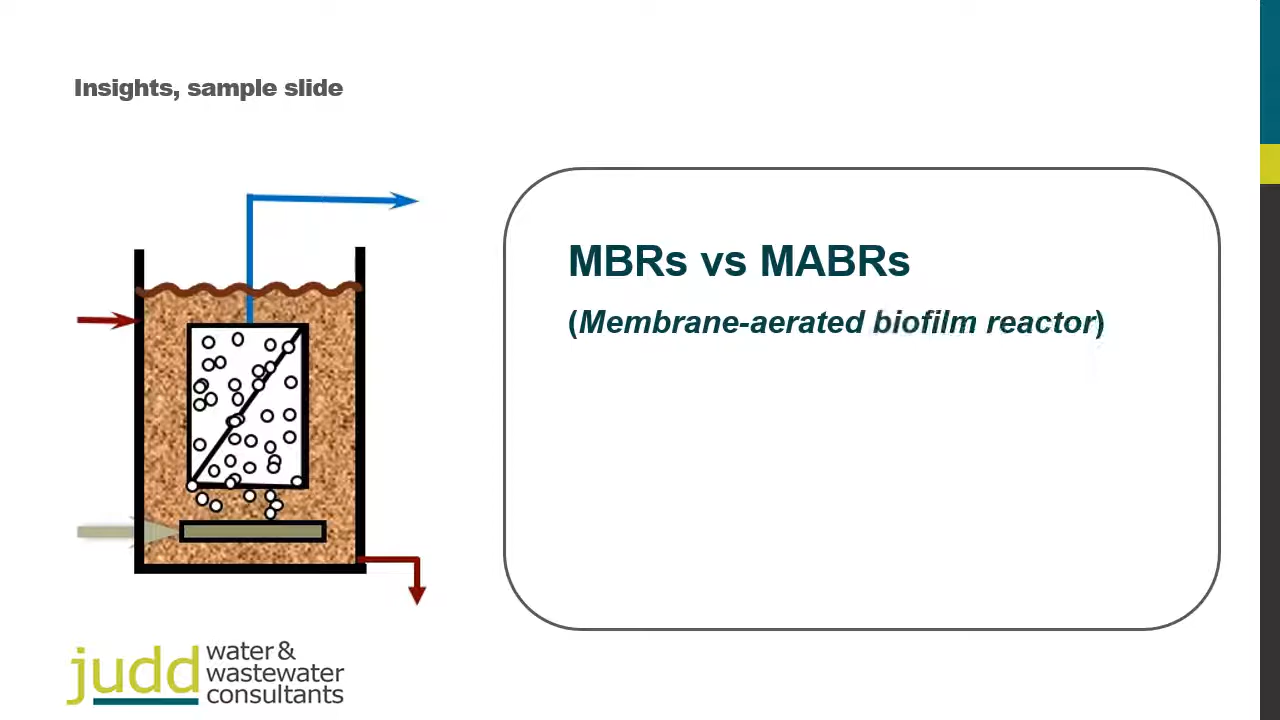 Insights, sample slide
MBRs vs MABRs
(Membrane-aerated biofilm reactor)
judd water &
wastewater
consultants